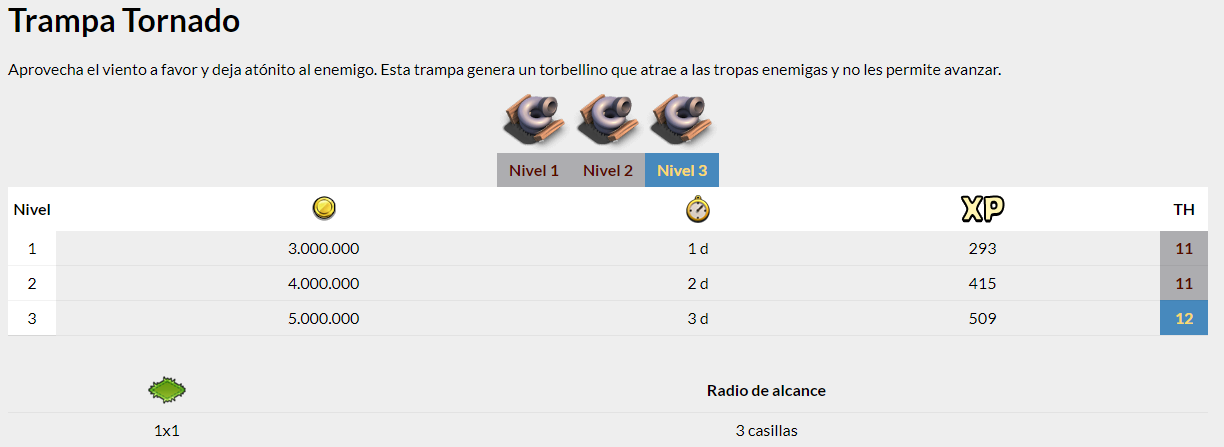 Trampa Tornado
Aprovecha el viento a favor y deja atónito al enemigo. Esta trampa genera un torbellino que atrae a las tropas enemigas y no les permite avanzar.
Nivel 1 Nivel 2 Nivel 3
Nivel XP TH
1 3.000.000 1 d 293 11
2 4.000.000 2 d 415 11
3 5.000.000 3 d 509 12
Radio de alcance
1x1 3 casillas